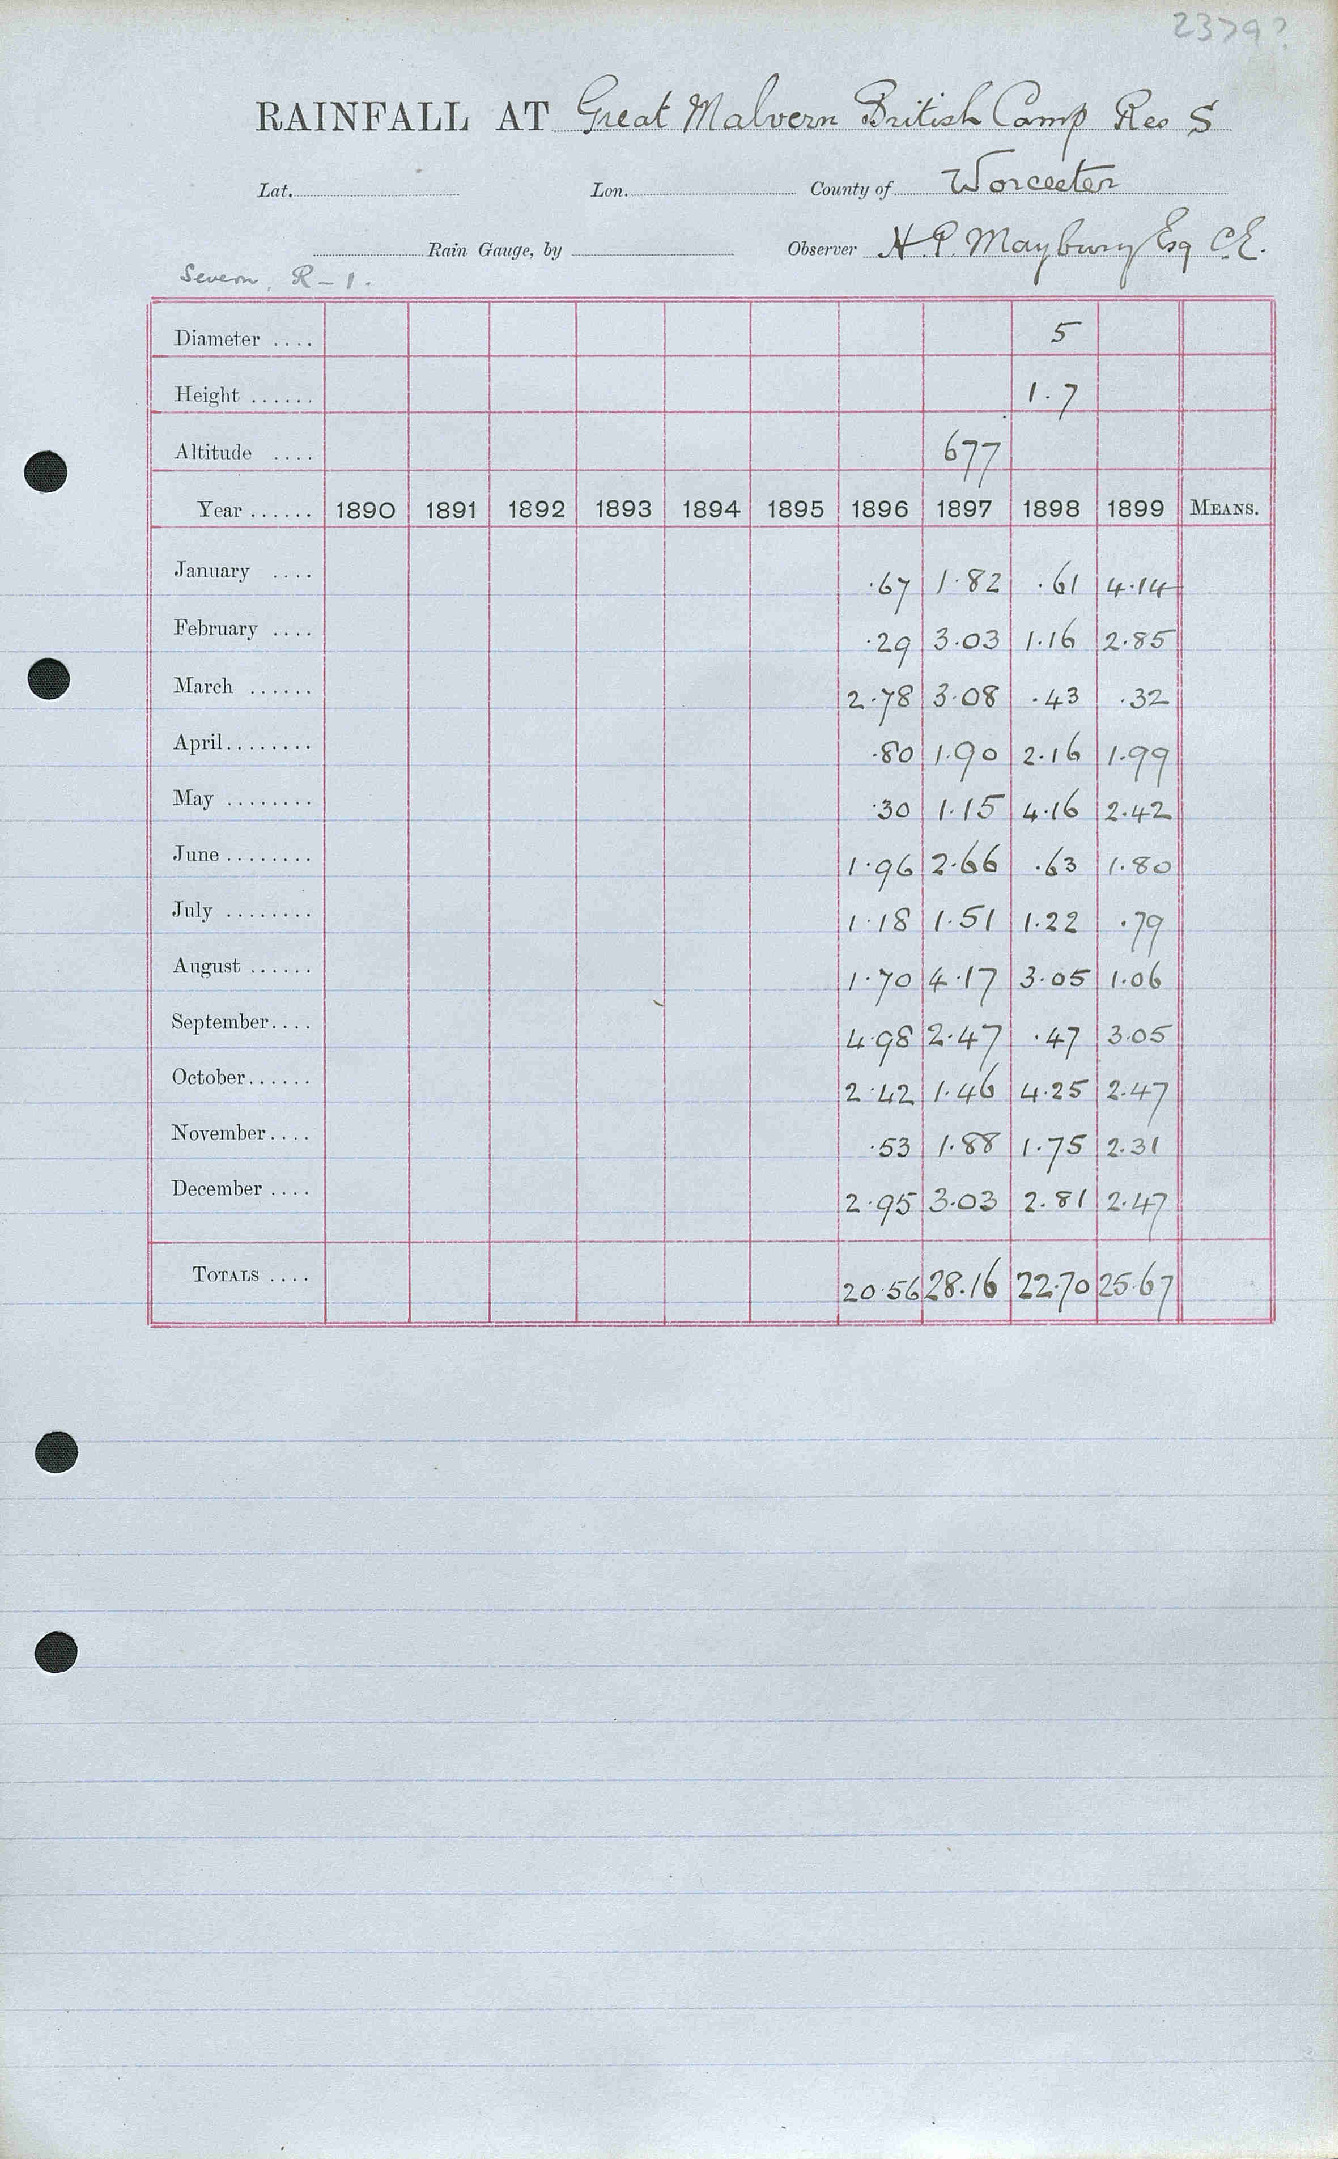 2379?
RAINFALL AT Great Malvern British Camp Res S
Lat. Lon. County of Worcester
Rain Gauge, by Observer H. P. Maybury Esq C.E.
Severn. R-1.
Diameter .... 5
Height ...... 1.7
Altitude .... 677
Year ...... 1890 1891 1892 1893 1894 1895 1896 1897 1898 1899 MEANS.
January .... .67 1.82 .61 4.14
February .... .29 3.03 1.16 2.85
March ...... 2.78 3.08 .43 .32
April........ .80 1.90 2.16 1.99
May ........ .30 1.15 4.16 2.42
June ........ 1.96 2.66 .63 1.80
July ........ 1.18 1.51 1.22 .79
August ...... 1.70 4.17 3.05 1.06
September.... 4.98 2.47 .47 3.05
October...... 2.42 1.46 4.25 2.47
November.... .53 1.88 1.75 2.31
December .... 2.95 3.03 2.81 2.47
TOTALS .... 20.56 28.16 22.70 25.67